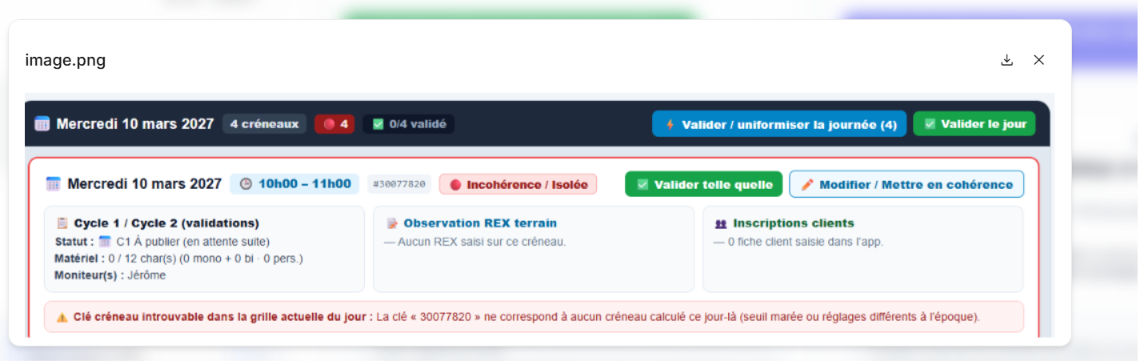 image.png
Mercredi 10 mars 2027 4 créneaux 4 0/4 validé Valider / uniformiser la journée (4) Valider le jour
Mercredi 10 mars 2027 10h00 – 11h00 #30077820 Incohérence / Isolée Valider telle quelle Modifier / Mettre en cohérence
Cycle 1 / Cycle 2 (validations)
Statut : C1 À publier (en attente suite)
Matériel : 0 / 12 char(s) (0 mono + 0 bi · 0 pers.)
Moniteur(s) : Jérôme
Observation REX terrain
— Aucun REX saisi sur ce créneau.
Inscriptions clients
— 0 fiche client saisie dans l'app.
Clé créneau introuvable dans la grille actuelle du jour : La clé « 30077820 » ne correspond à aucun créneau calculé ce jour-là (seuil marée ou réglages différents à l'époque).